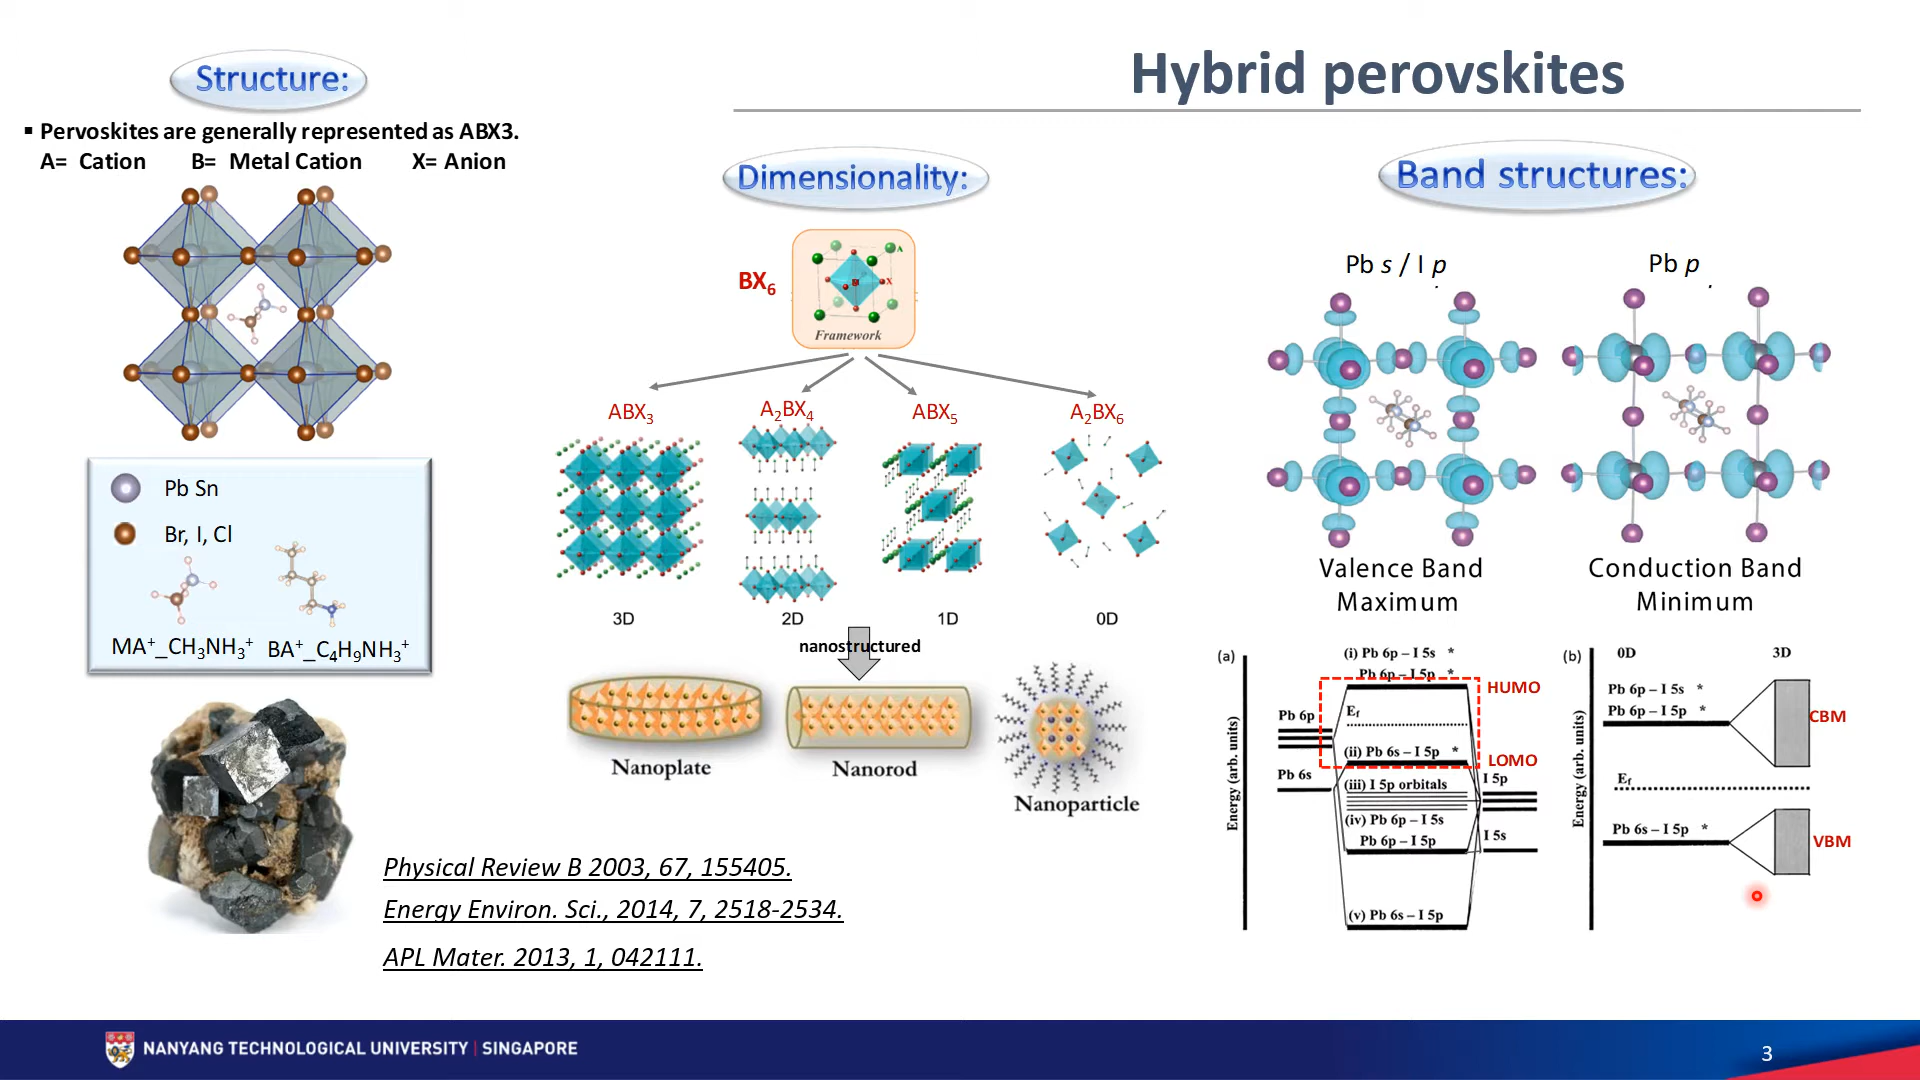 Hybrid perovskites
Structure:
▪ Pervoskites are generally represented as ABX3.
A= Cation B= Metal Cation X= Anion
Pb Sn
Br, I, Cl
MA⁺_CH₃NH₃⁺ BA⁺_C₄H₉NH₃⁺
Dimensionality:
BX₆
A
X
Framework
ABX₃ A₂BX₄ ABX₅ A₂BX₆
3D 2D 1D 0D
nanostructured
Nanoplate Nanorod Nanoparticle
Physical Review B 2003, 67, 155405.
Energy Environ. Sci., 2014, 7, 2518-2534.
APL Mater. 2013, 1, 042111.
Band structures:
Pb s / I p Pb p
Valence Band Maximum
Conduction Band Minimum
(a)
Energy (arb. units)
(i) Pb 6p – I 5s *
Pb 6p – I 5p *
HUMO
Pb 6p
E_f
(ii) Pb 6s – I 5p *
LOMO
Pb 6s
I 5p
(iii) I 5p orbitals
(iv) Pb 6p – I 5s
Pb 6p – I 5p
I 5s
(v) Pb 6s – I 5p
(b)
Energy (arb. units)
0D 3D
Pb 6p – I 5s *
Pb 6p – I 5p *
CBM
E_f
Pb 6s – I 5p *
VBM
NANYANG TECHNOLOGICAL UNIVERSITY | SINGAPORE
3